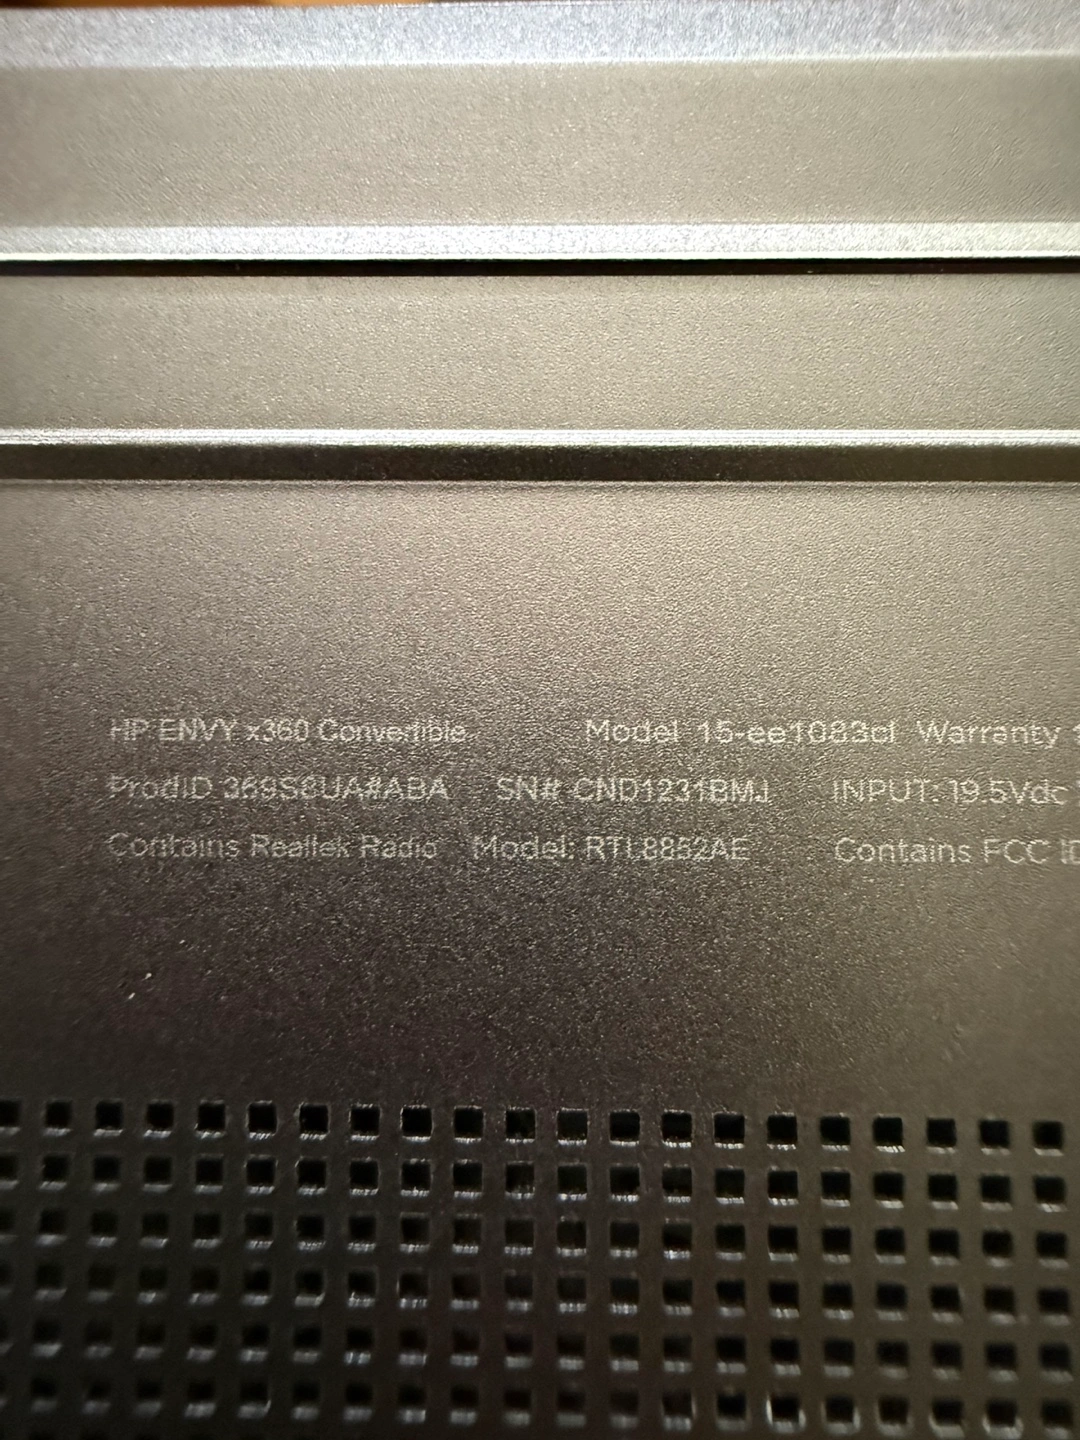 HP ENVY x360 Convertible Model 15-ee1083cl Warranty
ProdID 369S8UA#ABA SN# CND1231BMJ INPUT: 19.5Vdc
Contains Realtek Radio Model: RTL8852AE Contains FCC ID